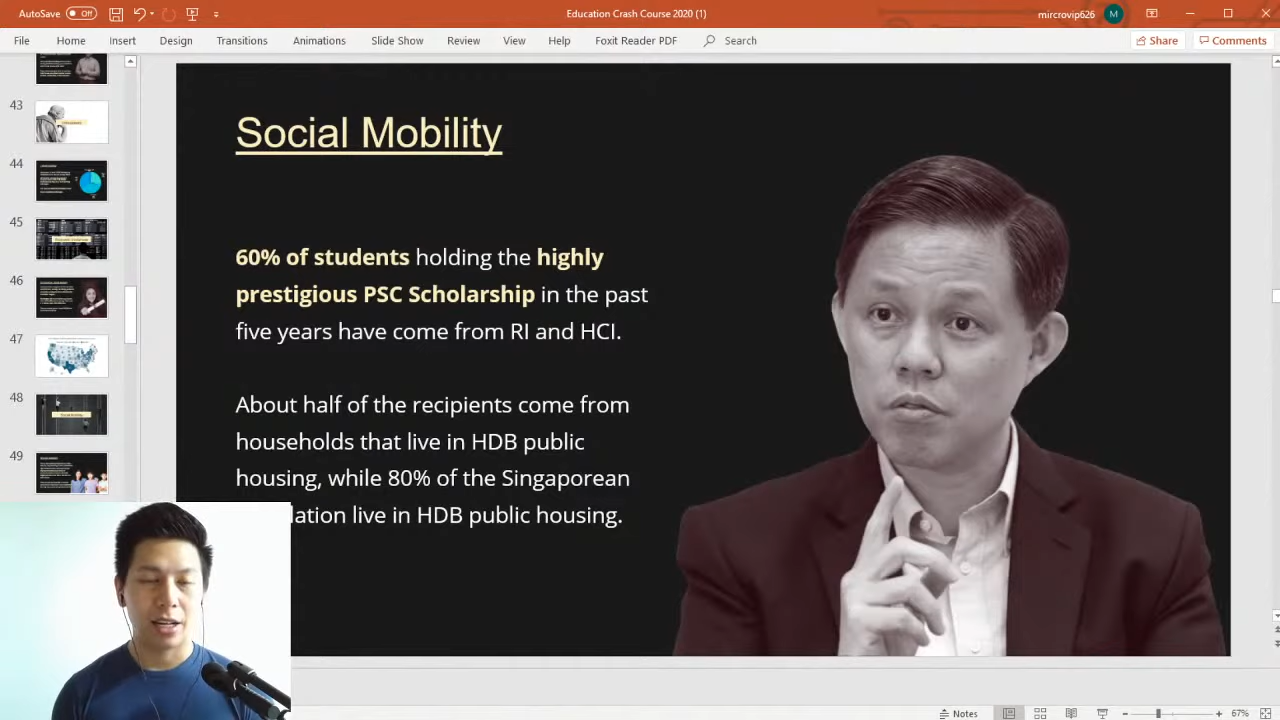 AutoSave Off Education Crash Course 2020 (1) mircrovip626 M
File Home Insert Design Transitions Animations Slide Show Review View Help Foxit Reader PDF Search Share Comments
43
44
45
46
47
48
49
Social Mobility
60% of students holding the highly
prestigious PSC Scholarship in the past
five years have come from RI and HCI.
About half of the recipients come from
households that live in HDB public
housing, while 80% of the Singaporean
lation live in HDB public housing.
Notes 67%